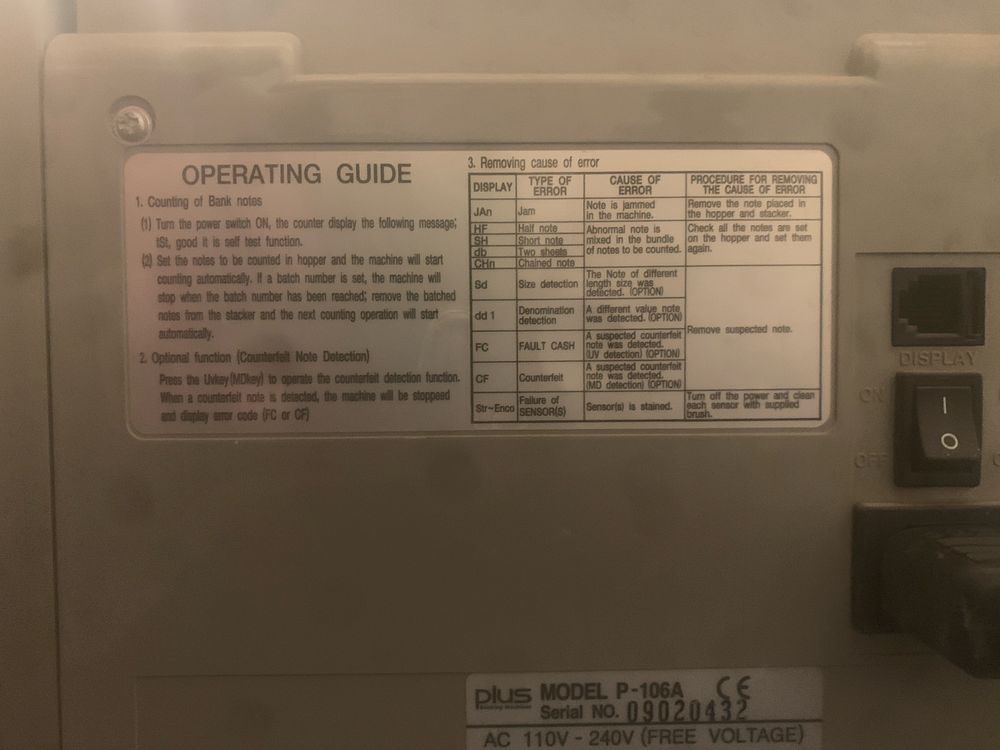 OPERATING GUIDE
1. Counting of Bank notes
(1) Turn the power switch ON, the counter display the following message;
tSt, good it is self test function.
(2) Set the notes to be counted in hopper and the machine will start
counting automatically. If a batch number is set, the machine will
stop when the batch number has been reached; remove the batched
notes from the stacker and the next counting operation will start
automatically.
2. Optional function (Counterfeit Note Detection)
Press the Uvkey(MDkey) to operate the counterfeit detection function.
When a counterfeit note is detected, the machine will be stoppeed
and display error code (FC or CF)
3. Removing cause of error
DISPLAY
TYPE OF
ERROR
CAUSE OF
ERROR
PROCEDURE FOR REMOVING
THE CAUSE OF ERROR
JAn
Jam
Note is jammed
in the machine.
Remove the note placed in
the hopper and stacker.
HF
Half note
SH
Short note
db
Two sheets
CHn
Chained note
Abnormal note is
mixed in the bundle
of notes to be counted.
Check all the notes are set
on the hopper and set them
again.
Sd
Size detection
The Note of different
length size was
detected. (OPTION)
dd 1
Denomination
detection
A different value note
was detected. (OPTION)
FC
FAULT CASH
A suspected counterfeit
note was detected.
(UV detection) (OPTION)
CF
Counterfeit
A suspected counterfeit
note was detected.
(MD detection) (OPTION)
Remove suspected note.
Str~Enco
Failure of
SENSOR(S)
Sensor(s) is stained.
Turn off the power and clean
each sensor with supplied
brush.
DISPLAY
ON
OFF
plus
MODEL P-106A CE
Serial NO. 09020432
AC 110V - 240V (FREE VOLTAGE)